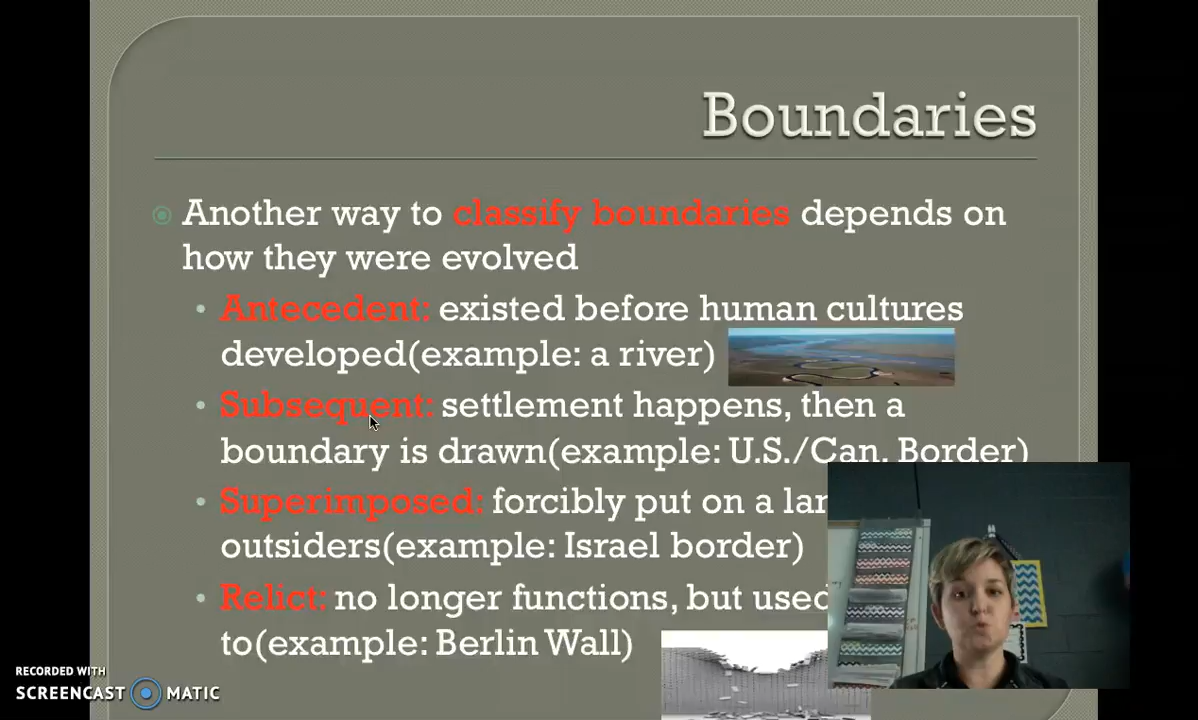 Boundaries
Another way to classify boundaries depends on
how they were evolved
Antecedent: existed before human cultures
developed(example: a river)
Subsequent: settlement happens, then a
boundary is drawn(example: U.S./Can. Border)
Superimposed: forcibly put on a
outsiders(example: Israel border)
Relict: no longer functions, but used
to(example: Berlin Wall)
RECORDED WITH
SCREENCAST MATIC